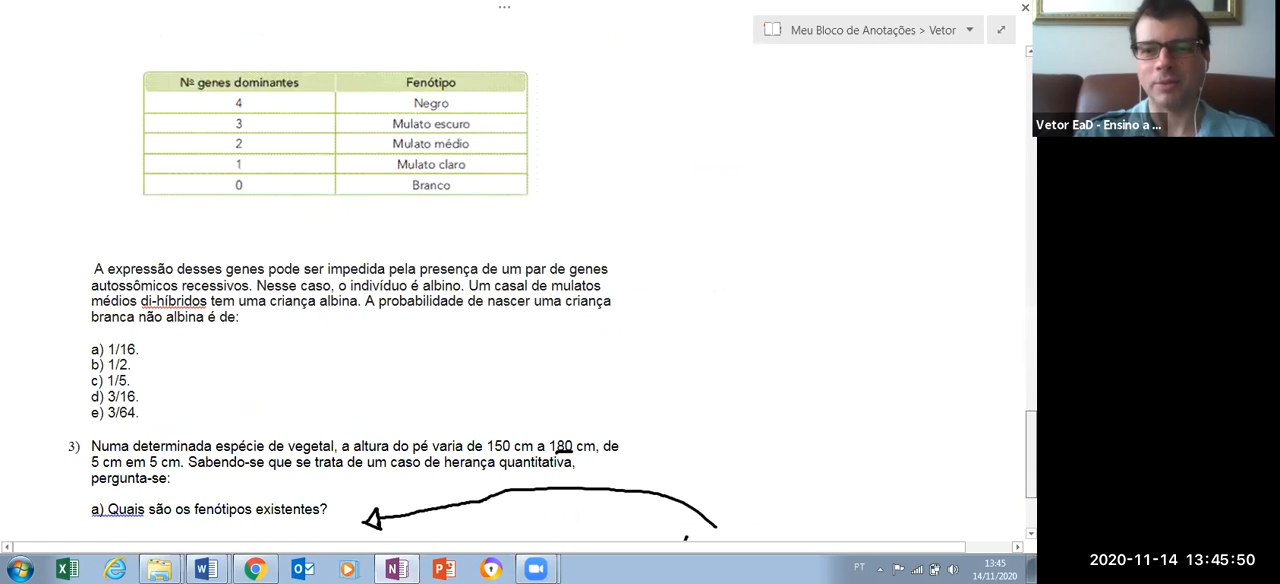 Meu Bloco de Anotações > Vetor
Nº genes dominantes Fenótipo
4 Negro
3 Mulato escuro
2 Mulato médio
1 Mulato claro
0 Branco
Vetor EaD - Ensino a ...
A expressão desses genes pode ser impedida pela presença de um par de genes
autossômicos recessivos. Nesse caso, o indivíduo é albino. Um casal de mulatos
médios di-híbridos tem uma criança albina. A probabilidade de nascer uma criança
branca não albina é de:
a) 1/16.
b) 1/2.
c) 1/5.
d) 3/16.
e) 3/64.
3) Numa determinada espécie de vegetal, a altura do pé varia de 150 cm a 180 cm, de
5 cm em 5 cm. Sabendo-se que se trata de um caso de herança quantitativa,
pergunta-se:
a) Quais são os fenótipos existentes?
PT
13:45
14/11/2020
2020-11-14 13:45:50